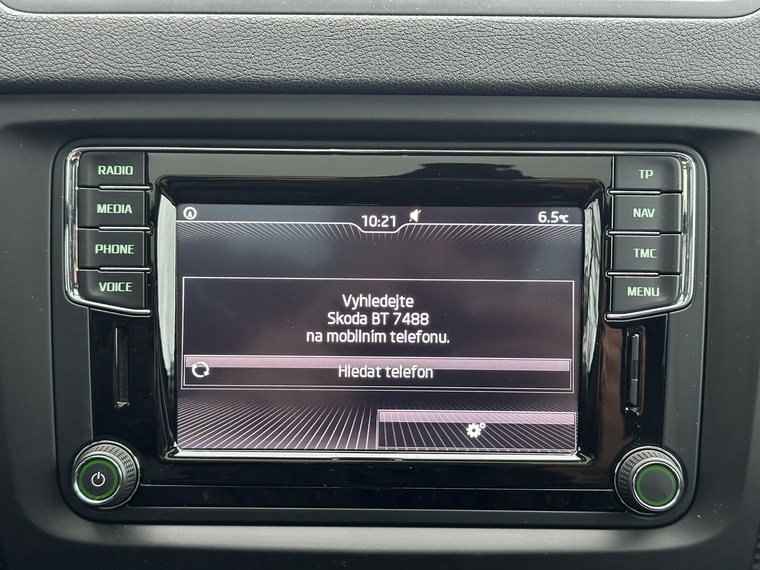 RADIO
MEDIA
PHONE
VOICE
10:21
6.5°C
Vyhledejte
Skoda BT 7488
na mobilním telefonu.
Hledat telefon
TP
NAV
TMC
MENU